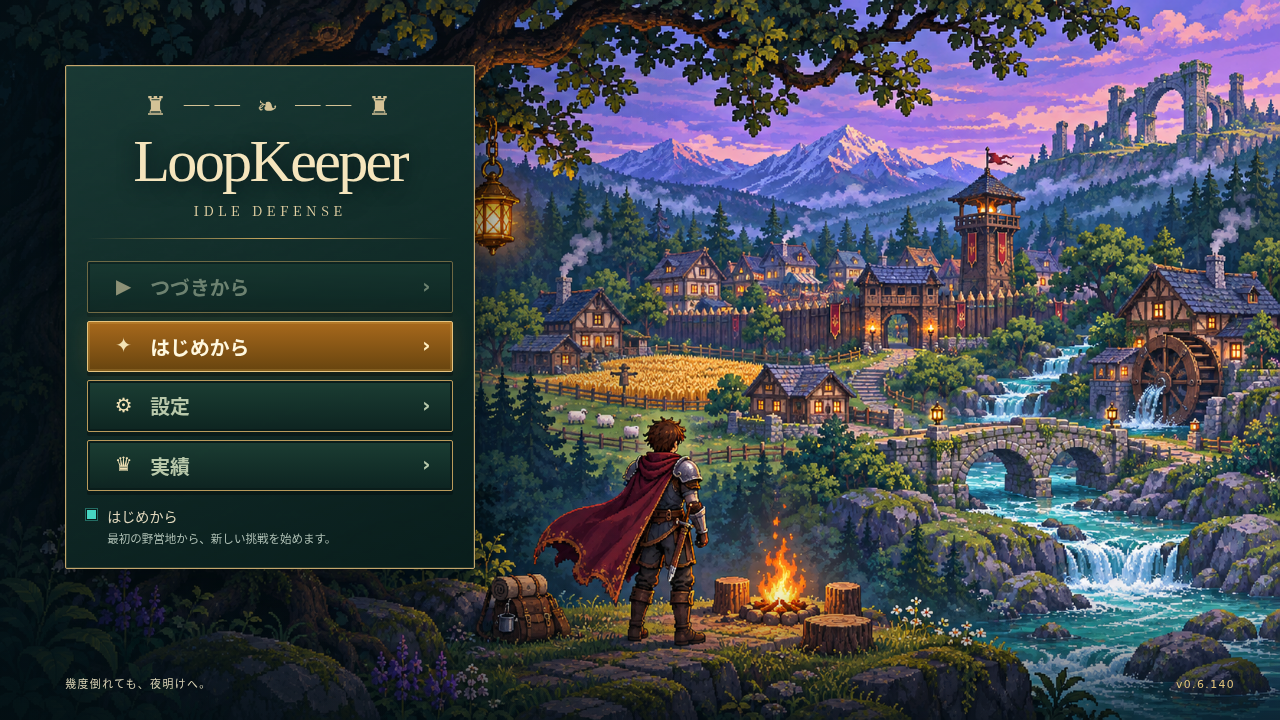 LoopKeeper
IDLE DEFENSE
つづきから
はじめから
設定
実績
はじめから
最初の野営地から、新しい挑戦を始めます。
幾度倒れても、夜明けへ。
v0.6.140